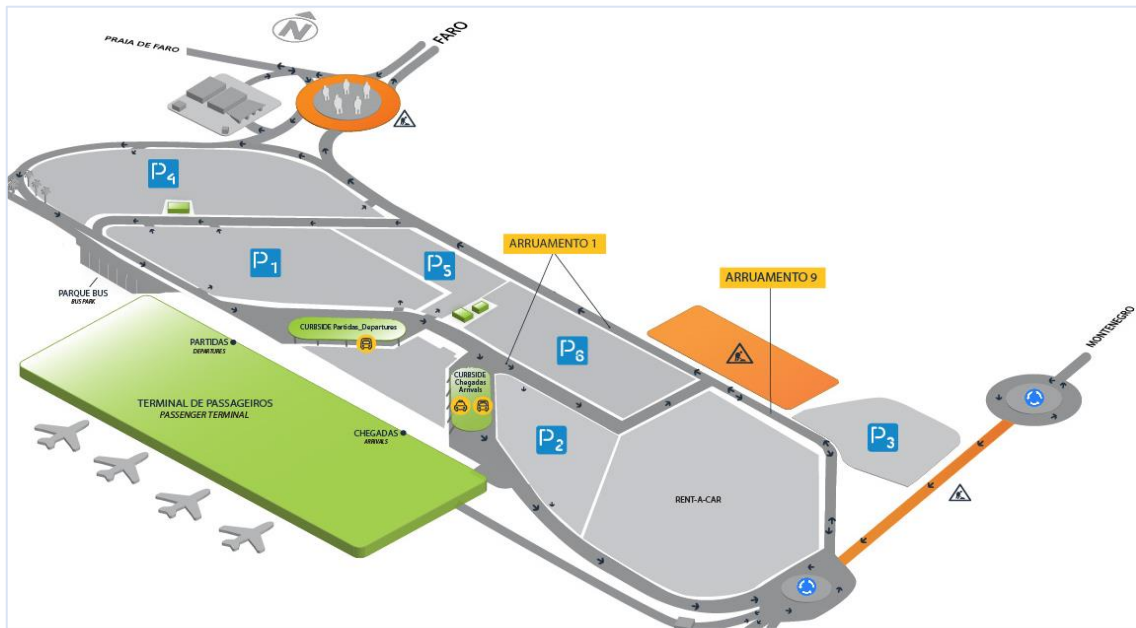 N
PRAIA DE FARO
FARO
P4
ARRUAMENTO 1
P1
P5
ARRUAMENTO 9
PARQUE BUS
BUS PARK
CURBSIDE Partidas_Departures
MONTENEGRO
PARTIDAS
DEPARTURES
P6
CURBSIDE
Chegadas
Arrivals
TERMINAL DE PASSAGEIROS
PASSENGER TERMINAL
CHEGADAS
ARRIVALS
P2
P3
RENT-A-CAR